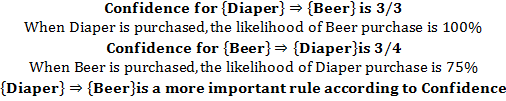 Confidence for {Diaper} ⇒ {Beer} is 3/3
When Diaper is purchased, the likelihood of Beer purchase is 100%
Confidence for {Beer} ⇒ {Diaper}is 3/4
When Beer is purchased, the likelihood of Diaper purchase is 75%
{Diaper} ⇒ {Beer}is a more important rule according to Confidence